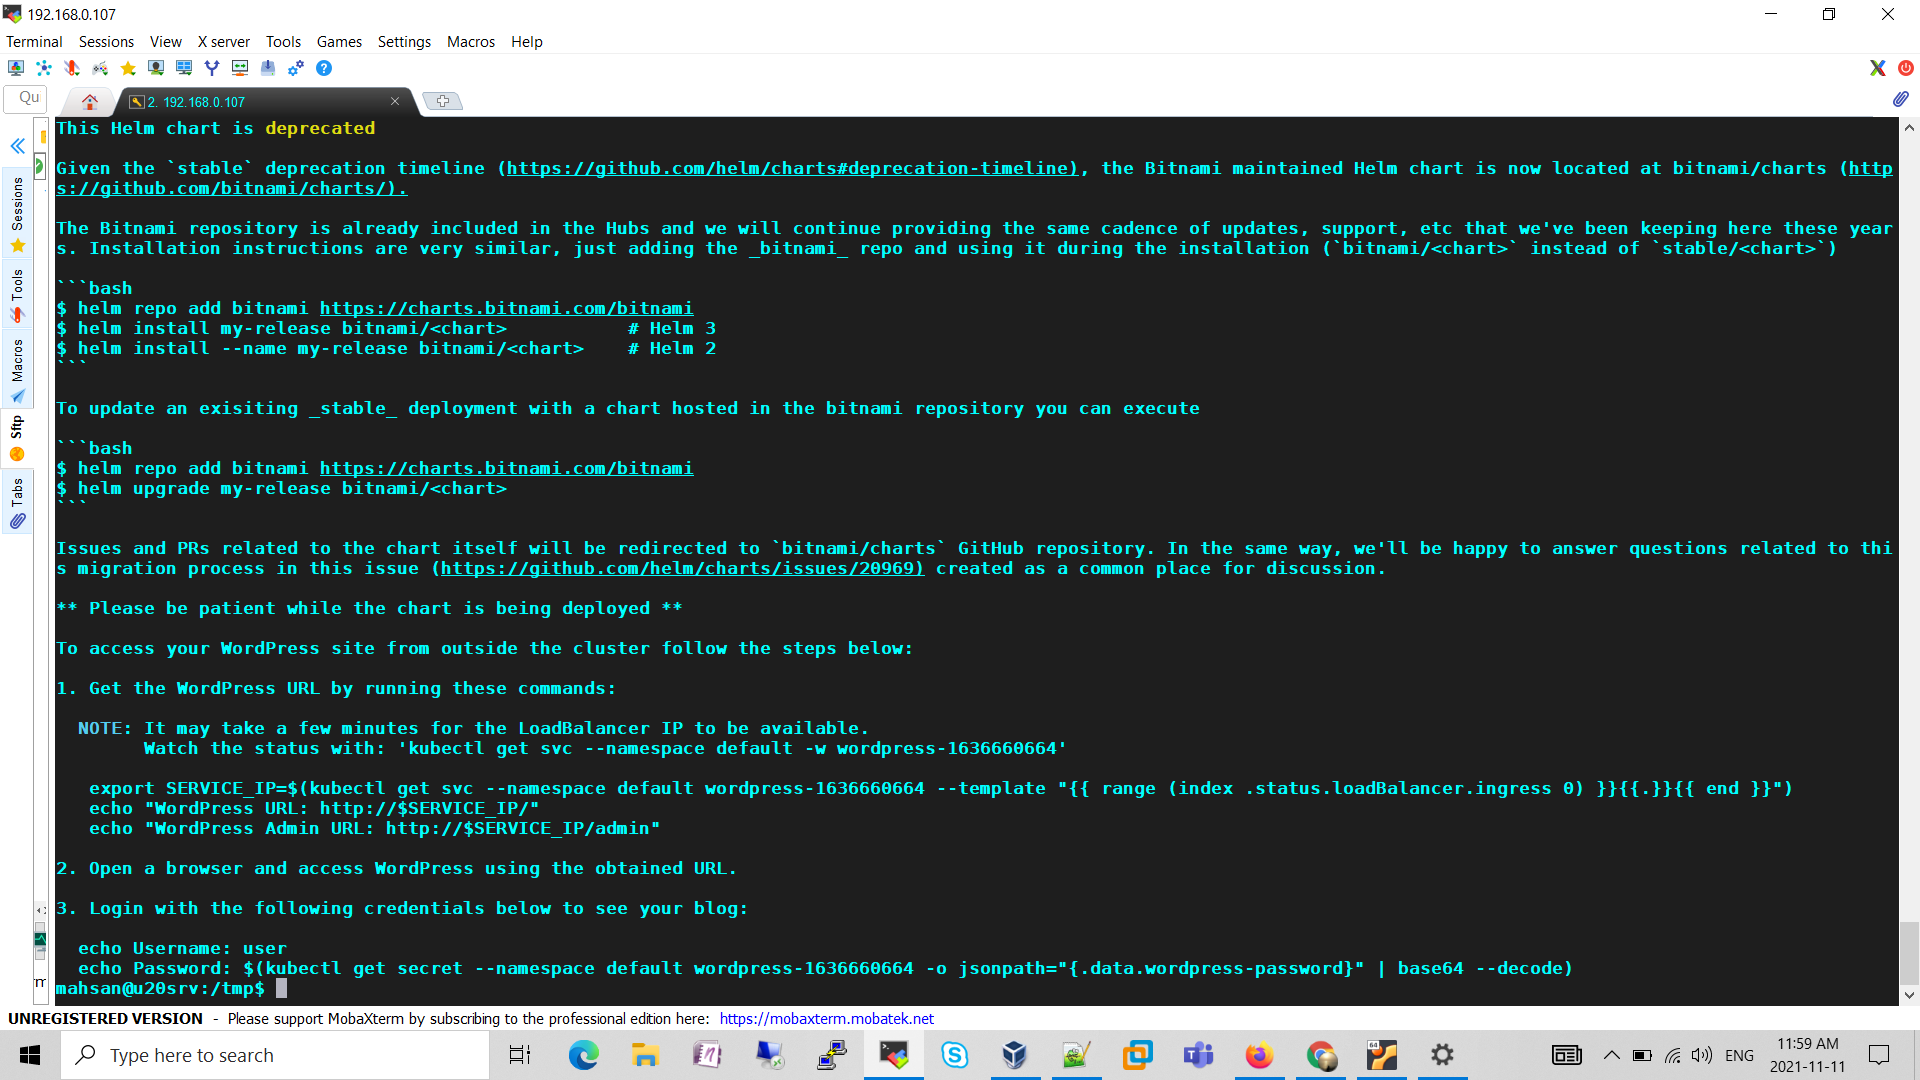 192.168.0.107
Terminal Sessions View X server Tools Games Settings Macros Help
Qu
2. 192.168.0.107
This Helm chart is deprecated
Given the `stable` deprecation timeline (https://github.com/helm/charts#deprecation-timeline), the Bitnami maintained Helm chart is now located at bitnami/charts (http
s://github.com/bitnami/charts/).
The Bitnami repository is already included in the Hubs and we will continue providing the same cadence of updates, support, etc that we've been keeping here these year
s. Installation instructions are very similar, just adding the _bitnami_ repo and using it during the installation (`bitnami/<chart>` instead of `stable/<chart>`)
```bash
$ helm repo add bitnami https://charts.bitnami.com/bitnami
$ helm install my-release bitnami/<chart>           # Helm 3
$ helm install --name my-release bitnami/<chart>    # Helm 2
```
To update an exisiting _stable_ deployment with a chart hosted in the bitnami repository you can execute
```bash
$ helm repo add bitnami https://charts.bitnami.com/bitnami
$ helm upgrade my-release bitnami/<chart>
```
Issues and PRs related to the chart itself will be redirected to `bitnami/charts` GitHub repository. In the same way, we'll be happy to answer questions related to thi
s migration process in this issue (https://github.com/helm/charts/issues/20969) created as a common place for discussion.
** Please be patient while the chart is being deployed **
To access your WordPress site from outside the cluster follow the steps below:
1. Get the WordPress URL by running these commands:
NOTE: It may take a few minutes for the LoadBalancer IP to be available.
Watch the status with: 'kubectl get svc --namespace default -w wordpress-1636660664'
export SERVICE_IP=$(kubectl get svc --namespace default wordpress-1636660664 --template "{{ range (index .status.loadBalancer.ingress 0) }}{{.}}{{ end }}")
echo "WordPress URL: http://$SERVICE_IP/"
echo "WordPress Admin URL: http://$SERVICE_IP/admin"
2. Open a browser and access WordPress using the obtained URL.
3. Login with the following credentials below to see your blog:
echo Username: user
echo Password: $(kubectl get secret --namespace default wordpress-1636660664 -o jsonpath="{.data.wordpress-password}" | base64 --decode)
mahsan@u20srv:/tmp$
Sessions
Tools
Macros
Sftp
Tabs
UNREGISTERED VERSION - Please support MobaXterm by subscribing to the professional edition here: https://mobaxterm.mobatek.net
Type here to search
ENG
11:59 AM
2021-11-11